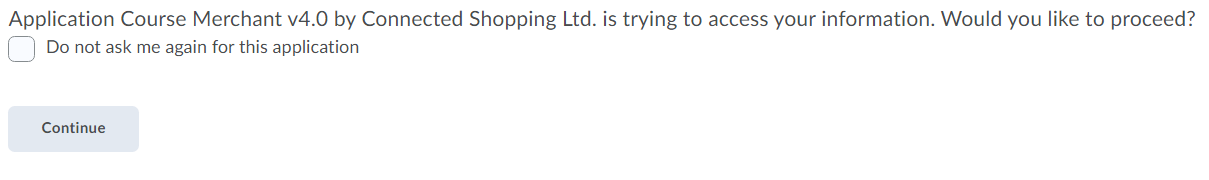 Application Course Merchant v4.0 by Connected Shopping Ltd. is trying to access your information. Would you like to proceed?
Do not ask me again for this application
Continue